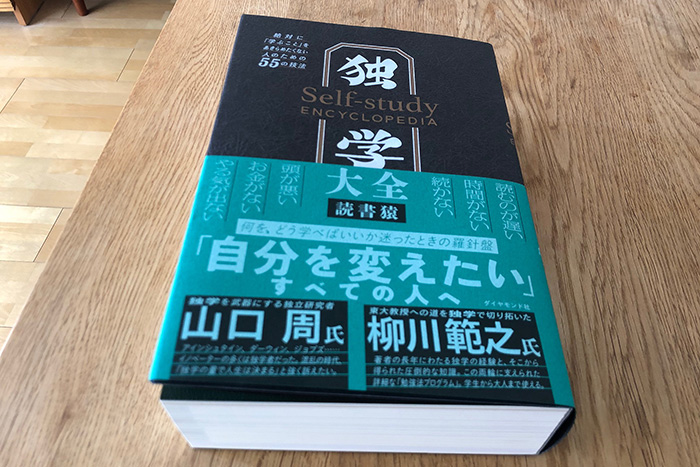 絶対に
「学ぶこと」を
あきらめたくない
人のための
55の技法
独学
Self-study
ENCYCLOPEDIA
大全
読書猿
読むのが遅い
時間がない
続かない
頭が悪い
お金がない
やる気が出ない
何を、どう学べばいいか迷ったときの羅針盤
「自分を変えたい」
すべての人へ
ダイヤモンド社
独学を武器にする独立研究者
山口 周氏
アインシュタイン、ダーウィン、ジョブズ……
イノベーターの多くは独学者だった。混乱の時代、
「独学の量で人生は決まる」と強く訴えたい。
東大教授への道を独学で切り拓いた
柳川範之氏
著者の長年にわたる独学の経験と、そこから
得られた圧倒的な知識。この両輪に支えられた
詳細な「勉強法プログラム」。学生から大人まで使える。